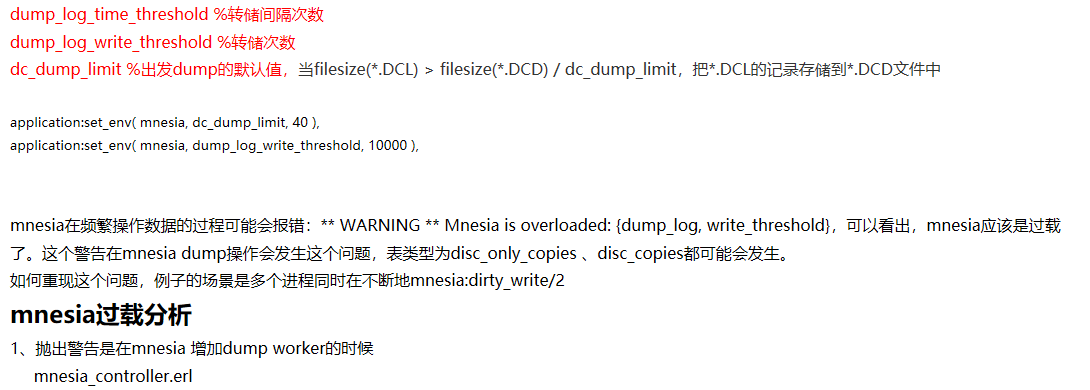 dump_log_time_threshold %转储间隔次数
dump_log_write_threshold %转储次数
dc_dump_limit %出发dump的默认值，当filesize(*.DCL) > filesize(*.DCD) / dc_dump_limit，把*.DCL的记录存储到*.DCD文件中
application:set_env( mnesia, dc_dump_limit, 40 ),
application:set_env( mnesia, dump_log_write_threshold, 10000 ),
mnesia在频繁操作数据的过程可能会报错：** WARNING ** Mnesia is overloaded: {dump_log, write_threshold}，可以看出，mnesia应该是过载
了。这个警告在mnesia dump操作会发生这个问题，表类型为disc_only_copies 、disc_copies都可能会发生。
如何重现这个问题，例子的场景是多个进程同时在不断地mnesia:dirty_write/2
mnesia过载分析
1、抛出警告是在mnesia 增加dump worker的时候
mnesia_controller.erl